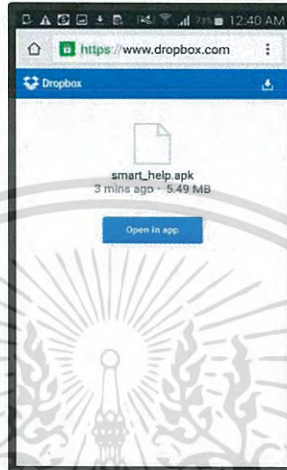 12:40 AM
https://www.dropbox.com
Dropbox
smart_help.apk
3 mins ago · 5.49 MB
Open in app